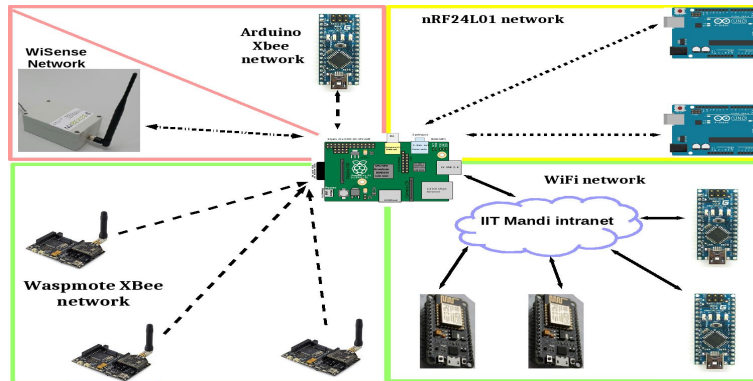 Arduino
Xbee
network
nRF24L01 network
WiSense
Network
WiFi network
IIT Mandi intranet
Waspmote XBee
network